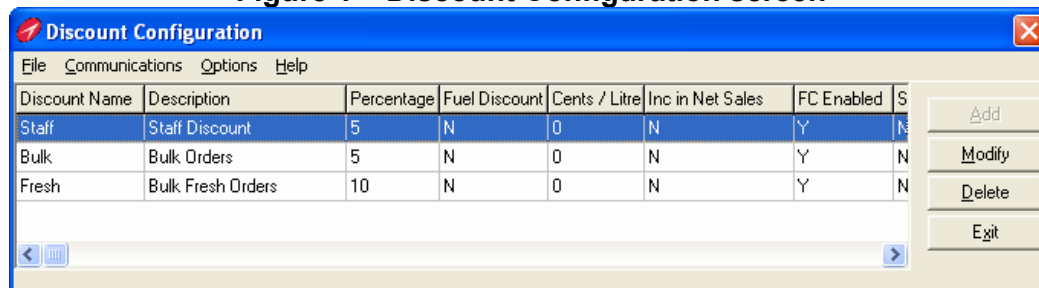 Figure 1 – Discount Configuration screen
Discount Configuration
File Communications Options Help
Discount Name Description Percentage Fuel Discount Cents / Litre Inc in Net Sales FC Enabled S
Staff Staff Discount 5 N 0 N Y N
Bulk Bulk Orders 5 N 0 N Y N
Fresh Bulk Fresh Orders 10 N 0 N Y N
Add
Modify
Delete
Exit